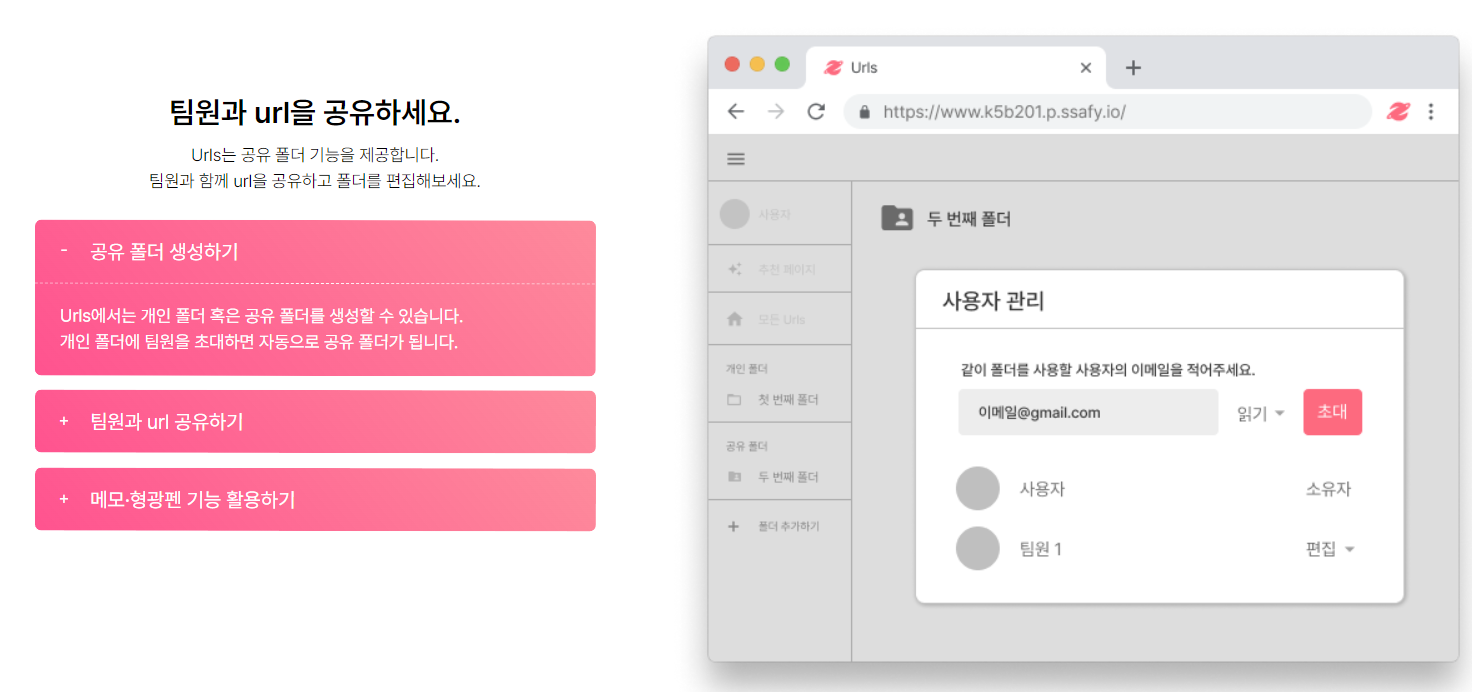 팀원과 url을 공유하세요.
Urls는 공유 폴더 기능을 제공합니다.
팀원과 함께 url을 공유하고 폴더를 편집해보세요.
- 공유 폴더 생성하기
Urls에서는 개인 폴더 혹은 공유 폴더를 생성할 수 있습니다.
개인 폴더에 팀원을 초대하면 자동으로 공유 폴더가 됩니다.
+ 팀원과 url 공유하기
+ 메모·형광펜 기능 활용하기
Urls
https://www.k5b201.p.ssafy.io/
사용자
추천 페이지
모든 Urls
개인 폴더
첫 번째 폴더
공유 폴더
두 번째 폴더
+ 폴더 추가하기
두 번째 폴더
사용자 관리
같이 폴더를 사용할 사용자의 이메일을 적어주세요.
이메일@gmail.com 읽기 초대
사용자 소유자
팀원 1 편집